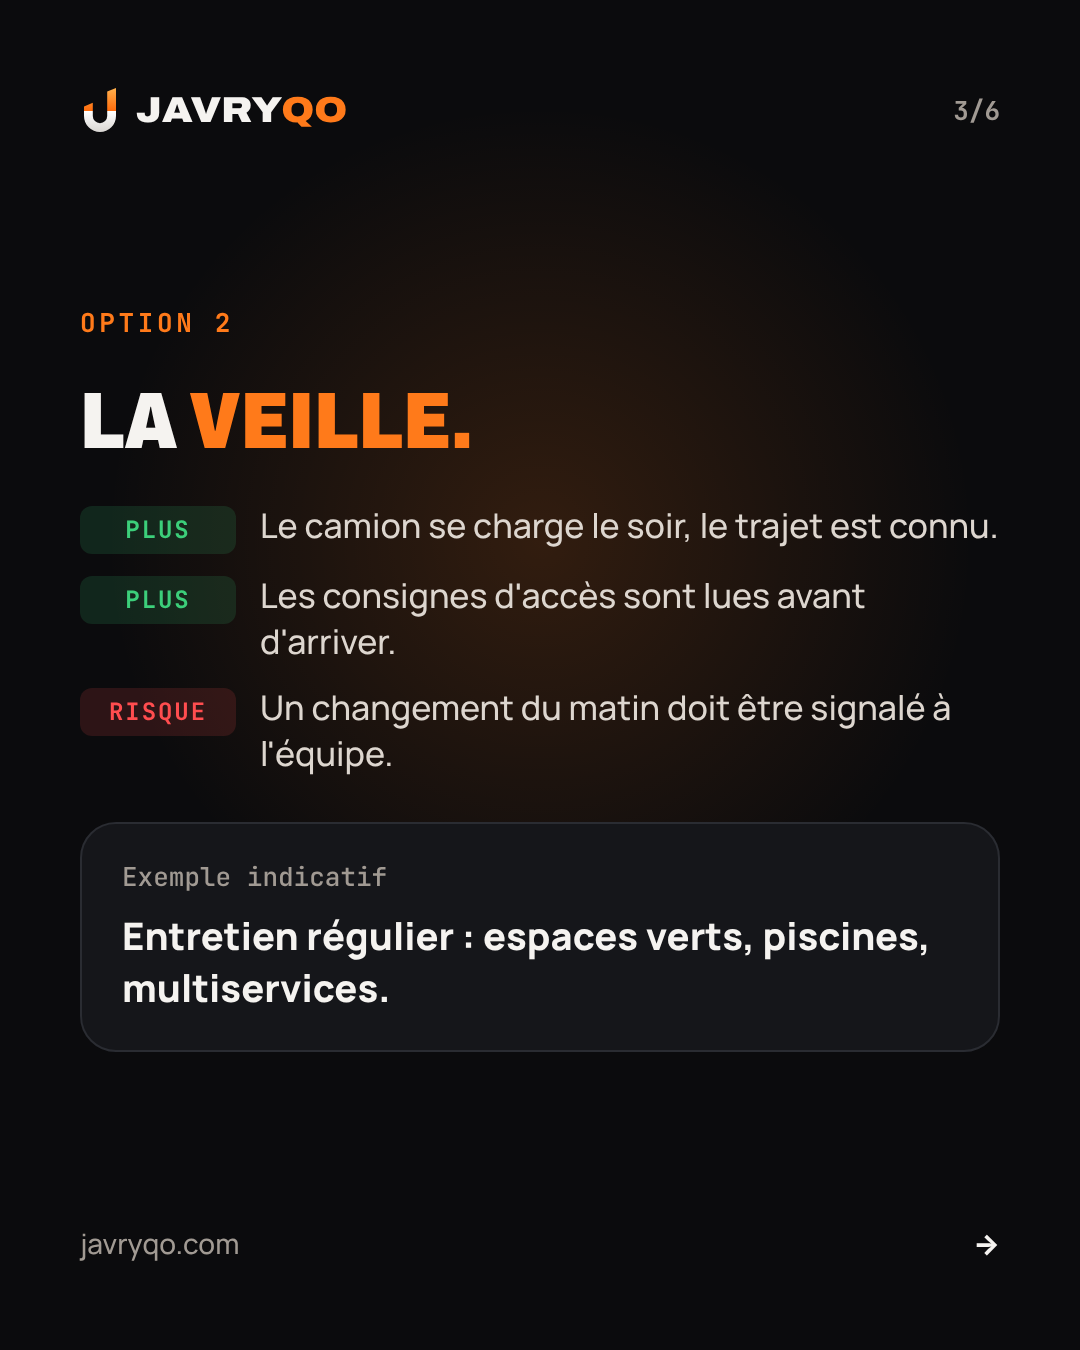 JAVRYQO
3/6
OPTION 2
LA VEILLE.
PLUS Le camion se charge le soir, le trajet est connu.
PLUS Les consignes d'accès sont lues avant
d'arriver.
RISQUE Un changement du matin doit être signalé à
l'équipe.
Exemple indicatif
Entretien régulier : espaces verts, piscines,
multiservices.
javryqo.com →